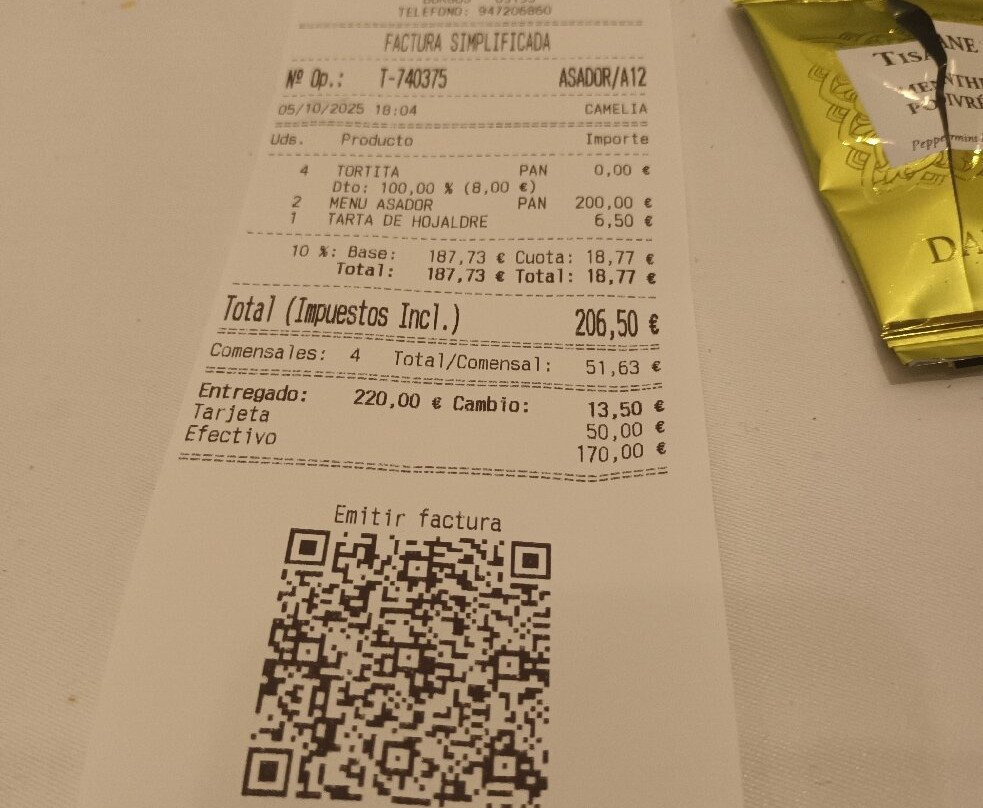 TELEFONO: 947206860
FACTURA SIMPLIFICADA
Nº Op.: T-740375 ASADOR/A12
05/10/2025 18:04 CAMELIA
Uds. Producto Importe
4 TORTITA PAN 0,00 €
Dto: 100,00 % (8,00 €)
2 MENU ASADOR PAN 200,00 €
1 TARTA DE HOJALDRE 6,50 €
10 %: Base: 187,73 € Cuota: 18,77 €
Total: 187,73 € Total: 18,77 €
Total (Impuestos Incl.) 206,50 €
Comensales: 4 Total/Comensal: 51,63 €
Entregado: 220,00 € Cambio: 13,50 €
Tarjeta 50,00 €
Efectivo 170,00 €
Emitir factura
TISANE
Peppermint